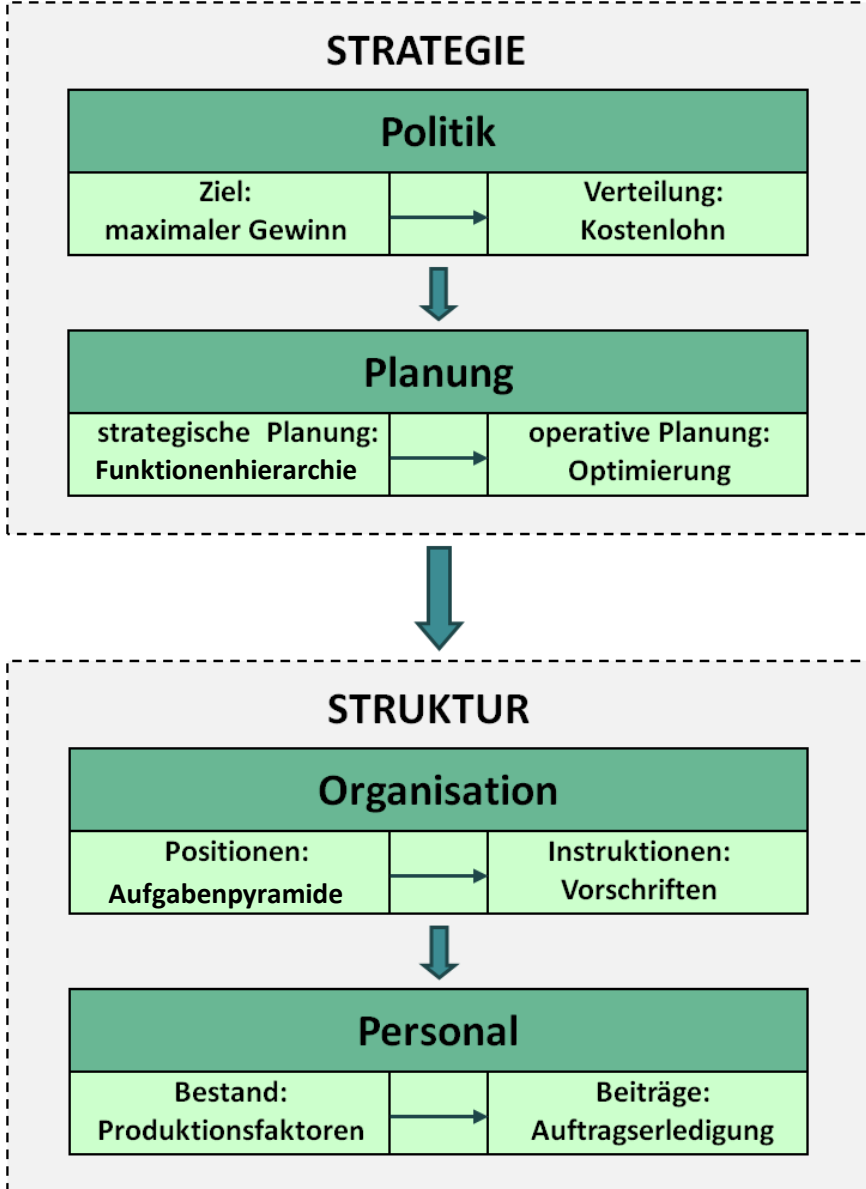 STRATEGIE
Politik
Ziel:
maximaler Gewinn
Verteilung:
Kostenlohn
Planung
strategische Planung:
Funktionenhierarchie
operative Planung:
Optimierung
STRUKTUR
Organisation
Positionen:
Aufgabenpyramide
Instruktionen:
Vorschriften
Personal
Bestand:
Produktionsfaktoren
Beiträge:
Auftragserledigung